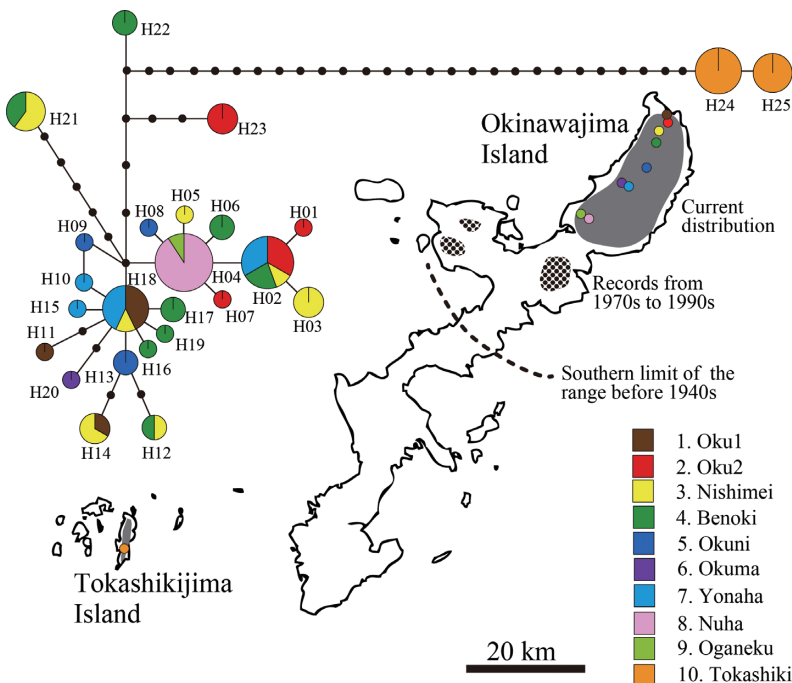 H22
H24
H25
H21
H23
Okinawajima
Island
H05
H08
H06
H01
H09
Current
distribution
H10
H18
H04
H02
H15
H07
H03
H17
Records from
1970s to 1990s
H11
H19
H13
H16
H20
Southern limit of the
range before 1940s
H14
H12
1. Oku1
2. Oku2
3. Nishimei
4. Benoki
5. Okuni
6. Okuma
7. Yonaha
8. Nuha
9. Oganeku
10. Tokashiki
Tokashikijima
Island
20 km